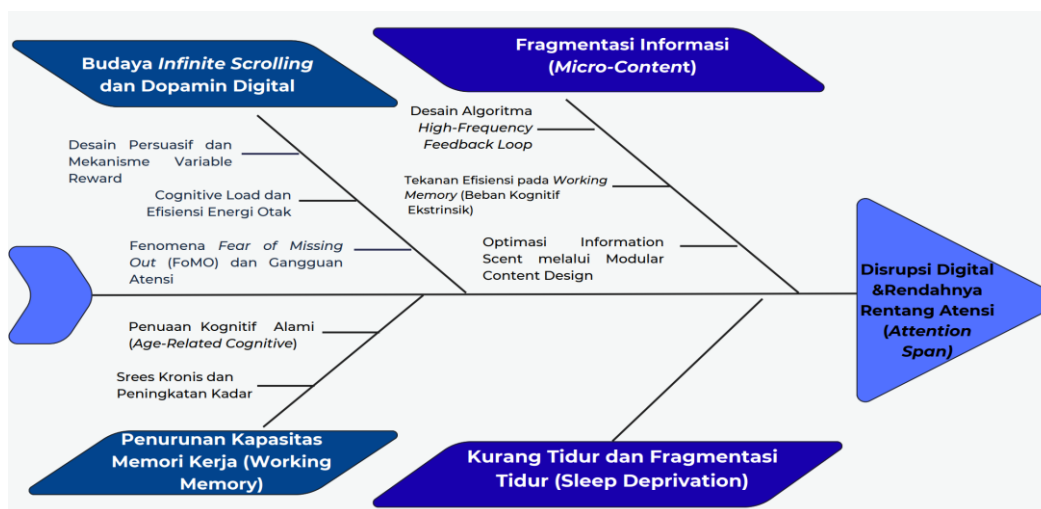 Budaya Infinite Scrolling
dan Dopamin Digital
Fragmentasi Informasi
(Micro-Content)
Desain Persuasif dan
Mekanisme Variable
Reward
Cognitive Load dan
Efisiensi Energi Otak
Fenomena Fear of Missing
Out (FoMO) dan Gangguan
Atensi
Desain Algoritma
High-Frequency
Feedback Loop
Tekanan Efisiensi pada Working
Memory (Beban Kognitif
Ekstrinsik)
Optimasi Information
Scent melalui Modular
Content Design
Disrupsi Digital
&Rendahnya
Rentang Atensi
(Attention
Span)
Penuaan Kognitif Alami
(Age-Related Cognitive)
Srees Kronis dan
Peningkatan Kadar
Penurunan Kapasitas
Memori Kerja (Working
Memory)
Kurang Tidur dan Fragmentasi
Tidur (Sleep Deprivation)